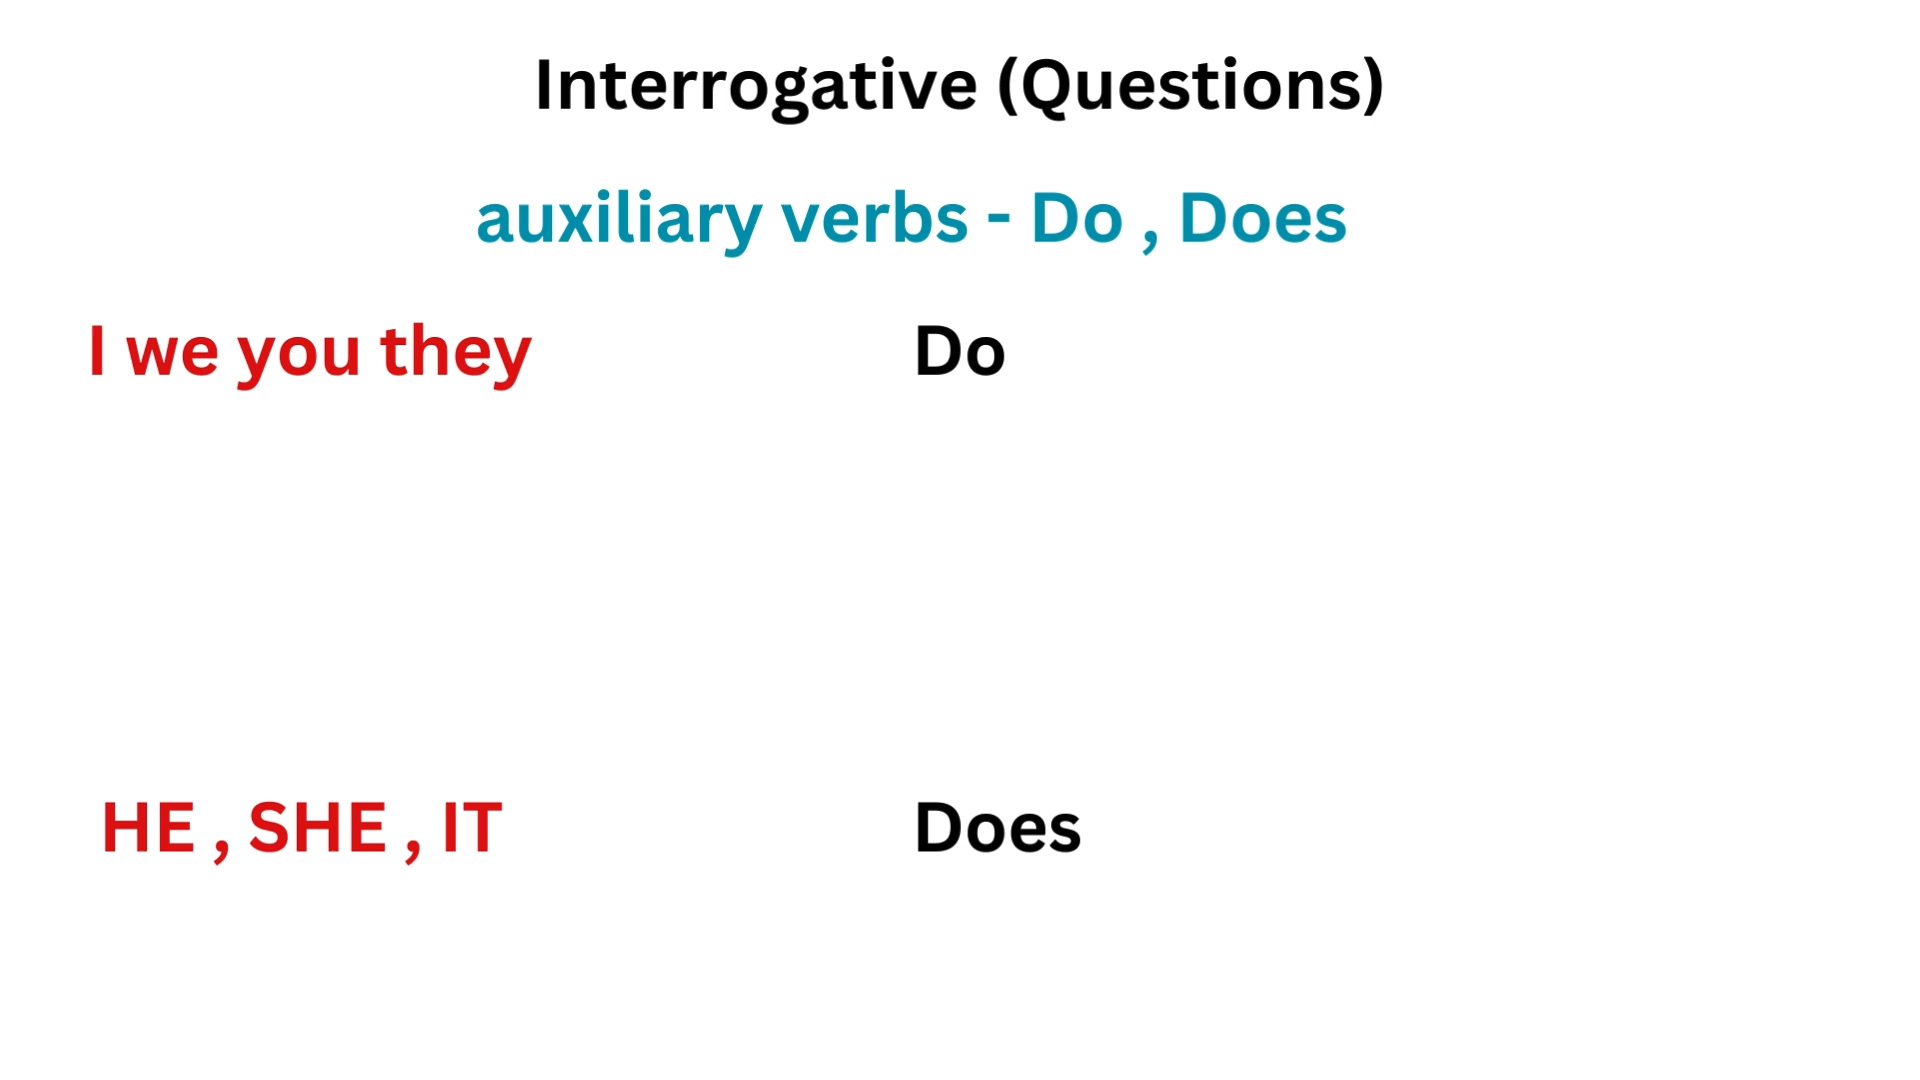 Interrogative (Questions)
auxiliary verbs - Do , Does
I we you they Do
HE , SHE , IT Does